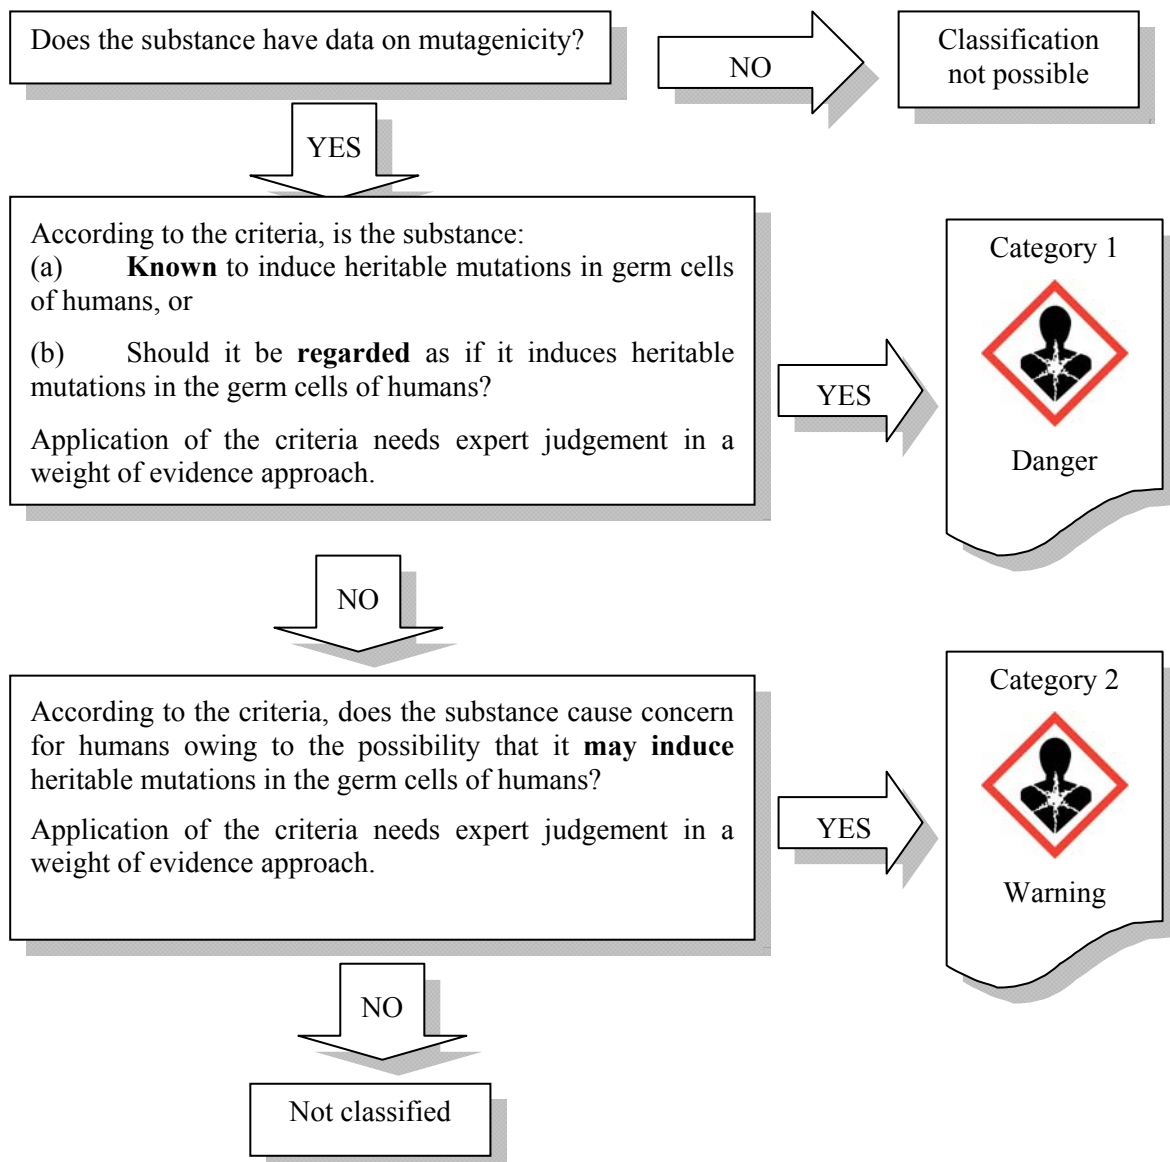 Does the substance have data on mutagenicity?
NO
Classification
not possible
YES
According to the criteria, is the substance:
(a) Known to induce heritable mutations in germ cells
of humans, or
(b) Should it be regarded as if it induces heritable
mutations in the germ cells of humans?
Application of the criteria needs expert judgement in a
weight of evidence approach.
YES
Category 1
Danger
NO
According to the criteria, does the substance cause concern
for humans owing to the possibility that it may induce
heritable mutations in the germ cells of humans?
Application of the criteria needs expert judgement in a
weight of evidence approach.
YES
Category 2
Warning
NO
Not classified